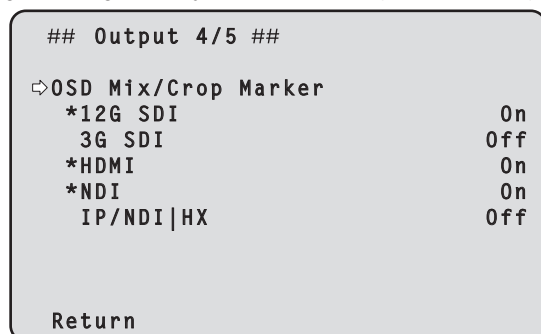 ## Output 4/5 ##
⇨OSD Mix/Crop Marker
*12G SDI On
3G SDI Off
*HDMI On
*NDI On
IP/NDI|HX Off
Return